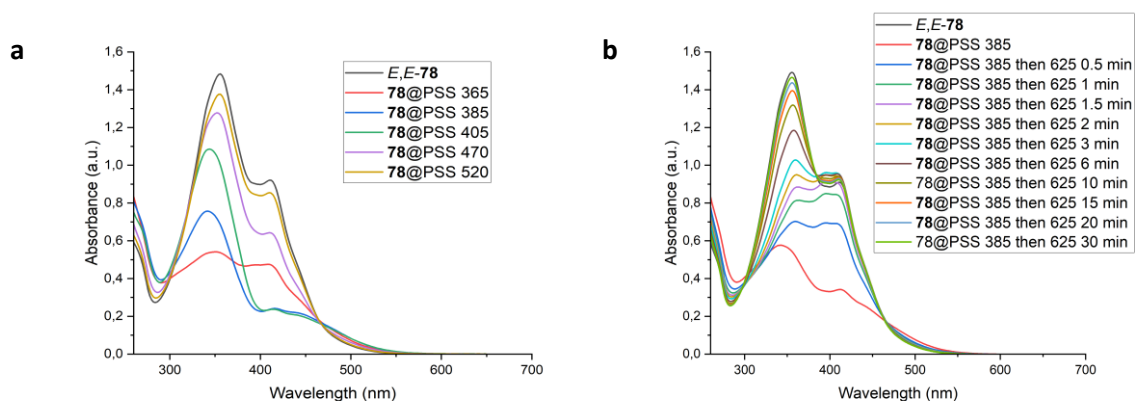 a
1,6
1,4
1,2
1,0
0,8
0,6
0,4
0,2
0,0
Absorbance (a.u.)
300 400 500 600 700
Wavelength (nm)
E,E-78
78@PSS 365
78@PSS 385
78@PSS 405
78@PSS 470
78@PSS 520
b
1,6
1,4
1,2
1,0
0,8
0,6
0,4
0,2
0,0
Absorbance (a.u.)
300 400 500 600 700
Wavelength (nm)
E,E-78
78@PSS 385
78@PSS 385 then 625 0.5 min
78@PSS 385 then 625 1 min
78@PSS 385 then 625 1.5 min
78@PSS 385 then 625 2 min
78@PSS 385 then 625 3 min
78@PSS 385 then 625 6 min
78@PSS 385 then 625 10 min
78@PSS 385 then 625 15 min
78@PSS 385 then 625 20 min
78@PSS 385 then 625 30 min